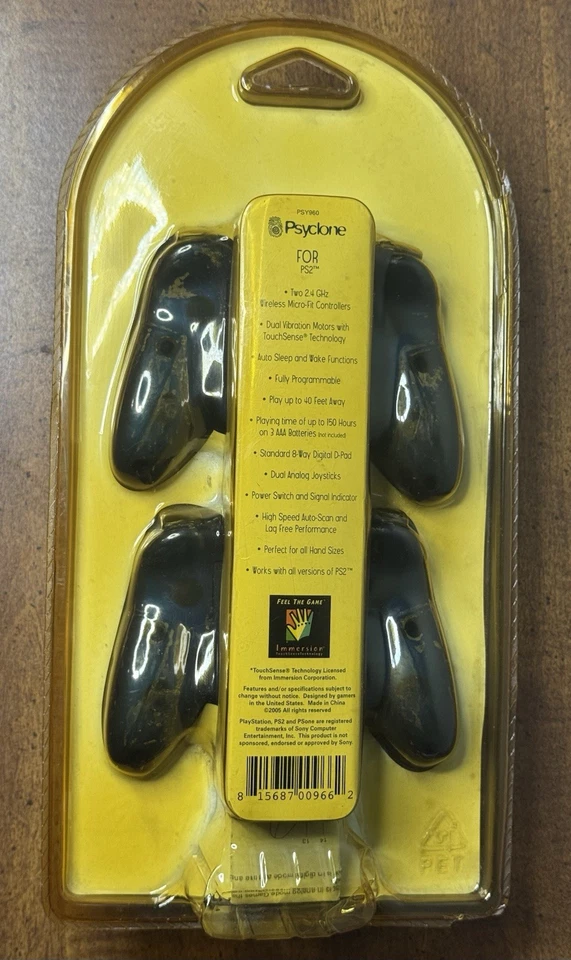 PSY960
Psyclone
FOR
PS2™
• Two 2.4 GHz
Wireless Micro-Fit Controllers
• Dual Vibration Motors with
TouchSense® Technology
• Auto Sleep and Wake Functions
• Fully Programmable
• Play up to 40 Feet Away
• Playing time of up to 150 Hours
on 3 AAA Batteries (not included)
• Standard 8-Way Digital D-Pad
• Dual Analog Joysticks
• Power Switch and Signal Indicator
• High Speed Auto-Scan and
Lag Free Performance
• Perfect for all Hand Sizes
• Works with all versions of PS2™
FEEL THE GAME™
Immersion®
TouchSense Technology
*TouchSense® Technology Licensed
from Immersion Corporation.
Features and/or specifications subject to
change without notice. Designed by gamers
in the United States. Made in China
©2005 All rights reserved
PlayStation, PS2 and PSone are registered
trademarks of Sony Computer
Entertainment, Inc. This product is not
sponsored, endorsed or approved by Sony.
8 15687 00966 2
PET